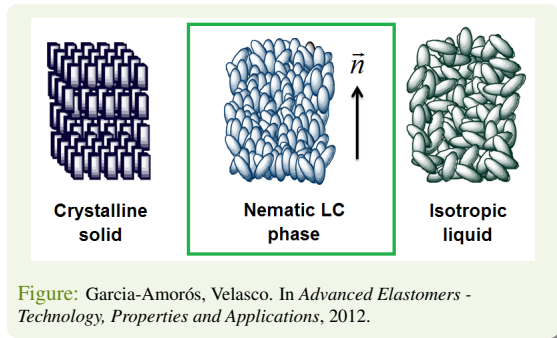 n⃗
Crystalline
solid
Nematic LC
phase
Isotropic
liquid
Figure: Garcia-Amorós, Velasco. In Advanced Elastomers -
Technology, Properties and Applications, 2012.